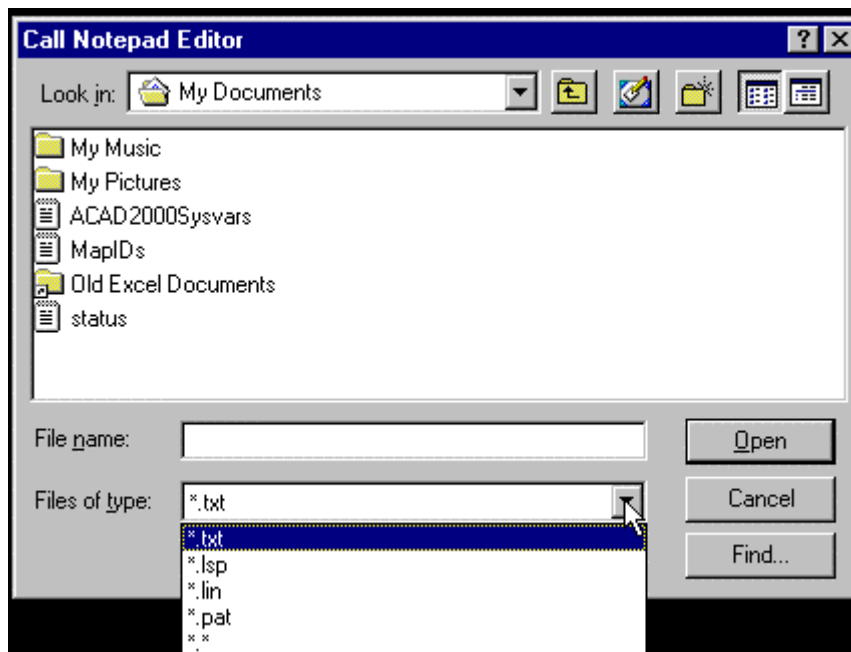 Call Notepad Editor
Look in: My Documents
My Music
My Pictures
ACAD2000Sysvars
MapIDs
Old Excel Documents
status
File name:
Open
Files of type: *.txt
Cancel
*.txt
*.lsp
Find...
*.lin
*.pat
*.*